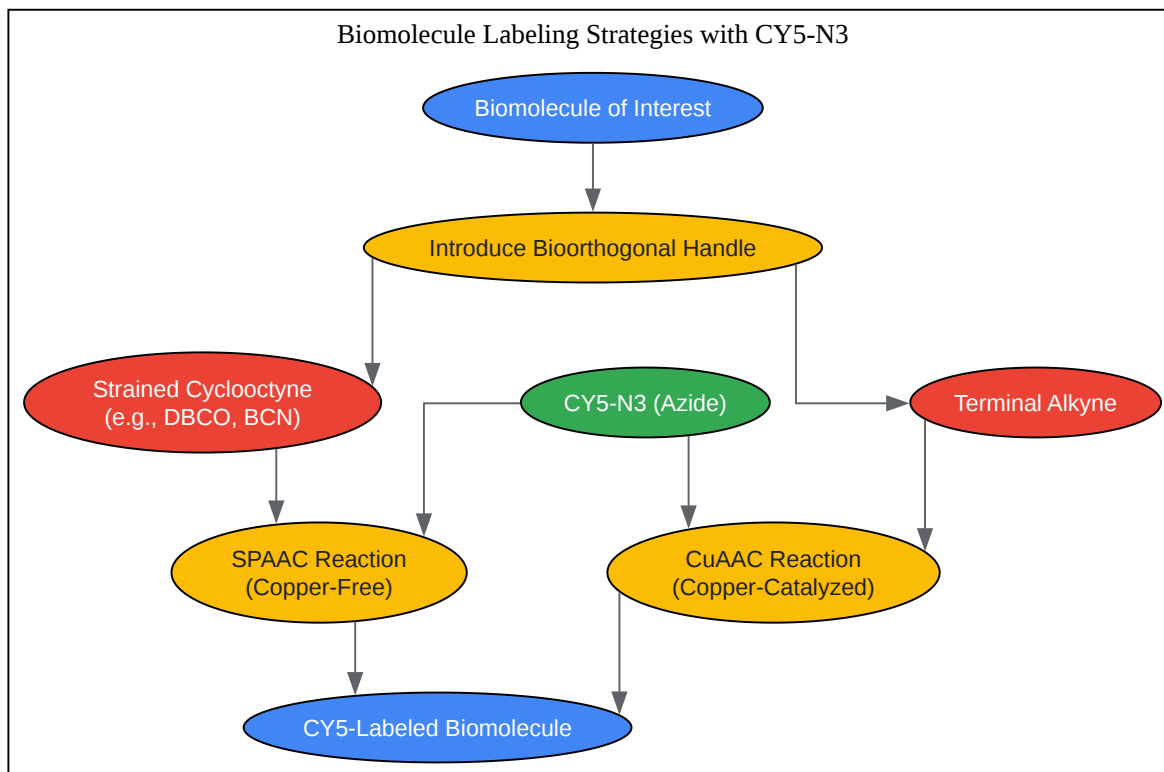 Biomolecule Labeling Strategies with CY5-N3
Biomolecule of Interest
Introduce Bioorthogonal Handle
Strained Cyclooctyne
(e.g., DBCO, BCN)
CY5-N3 (Azide)
Terminal Alkyne
SPAAC Reaction
(Copper-Free)
CuAAC Reaction
(Copper-Catalyzed)
CY5-Labeled Biomolecule